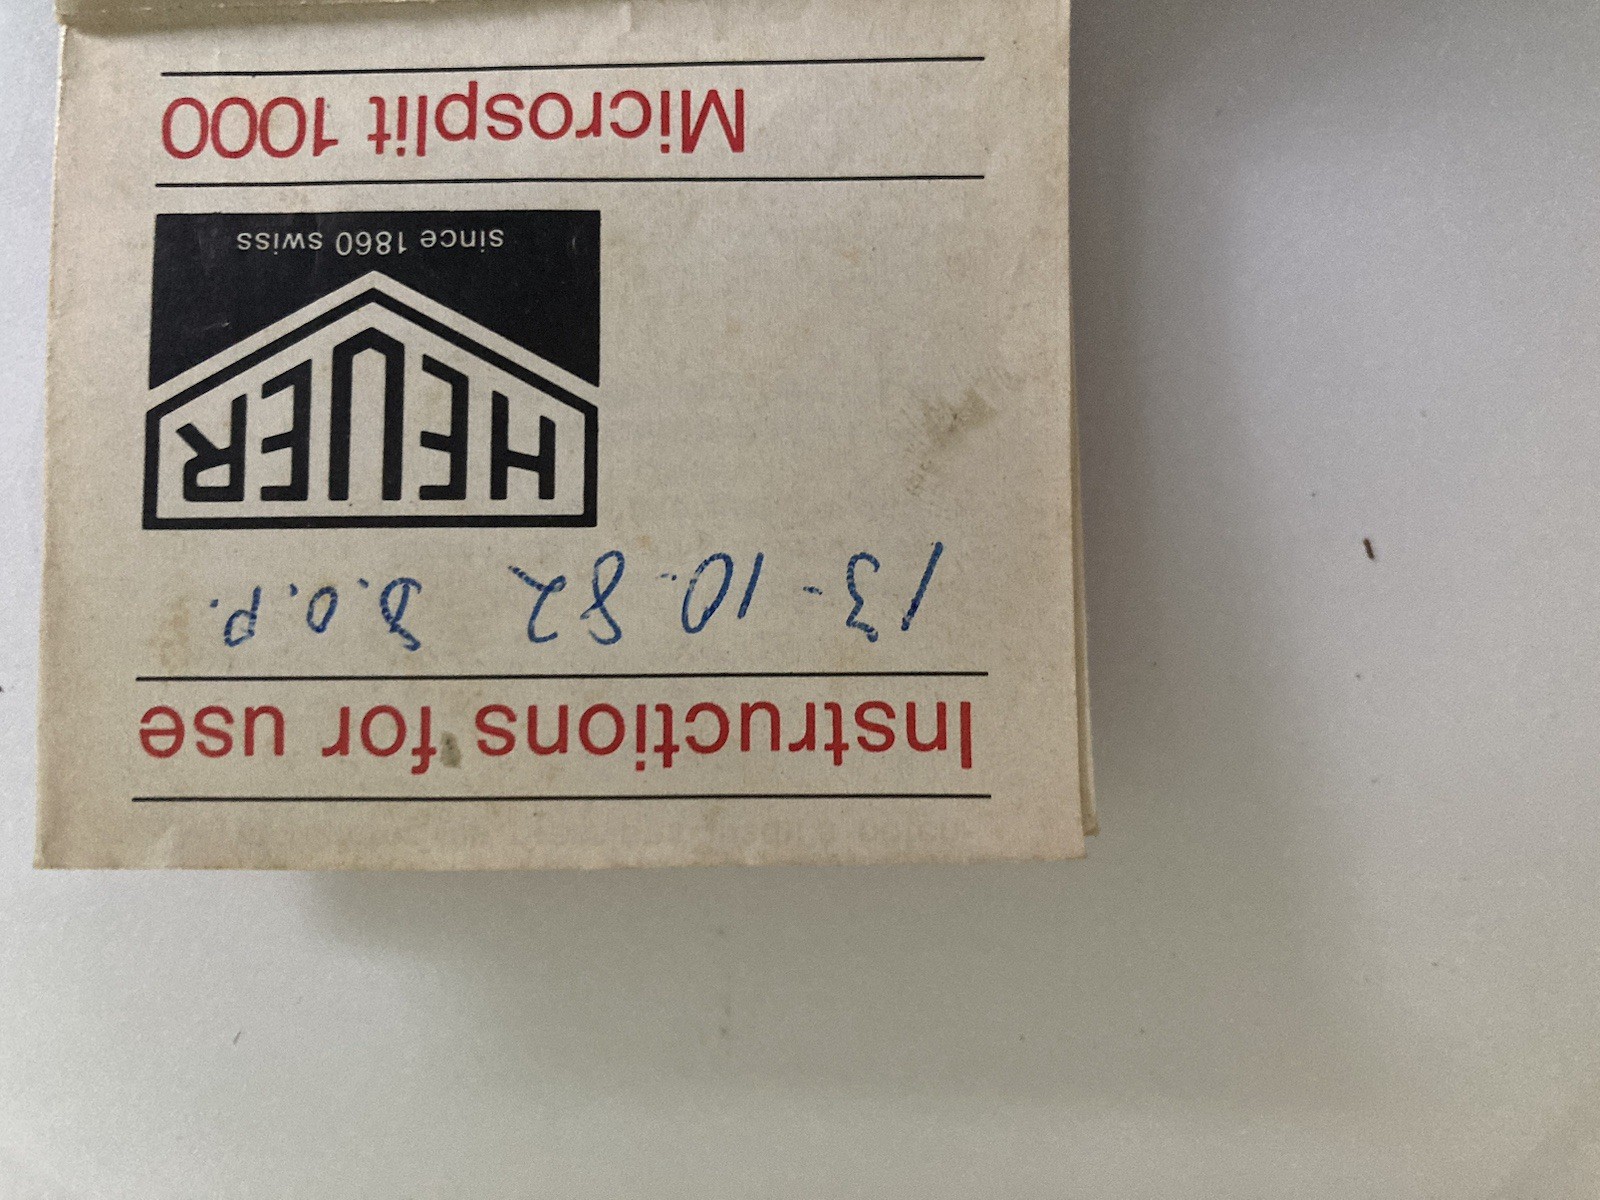 Instructions for use
13-10.82 D.O.P.
HEUER
since 1860 swiss
Microsplit 1000